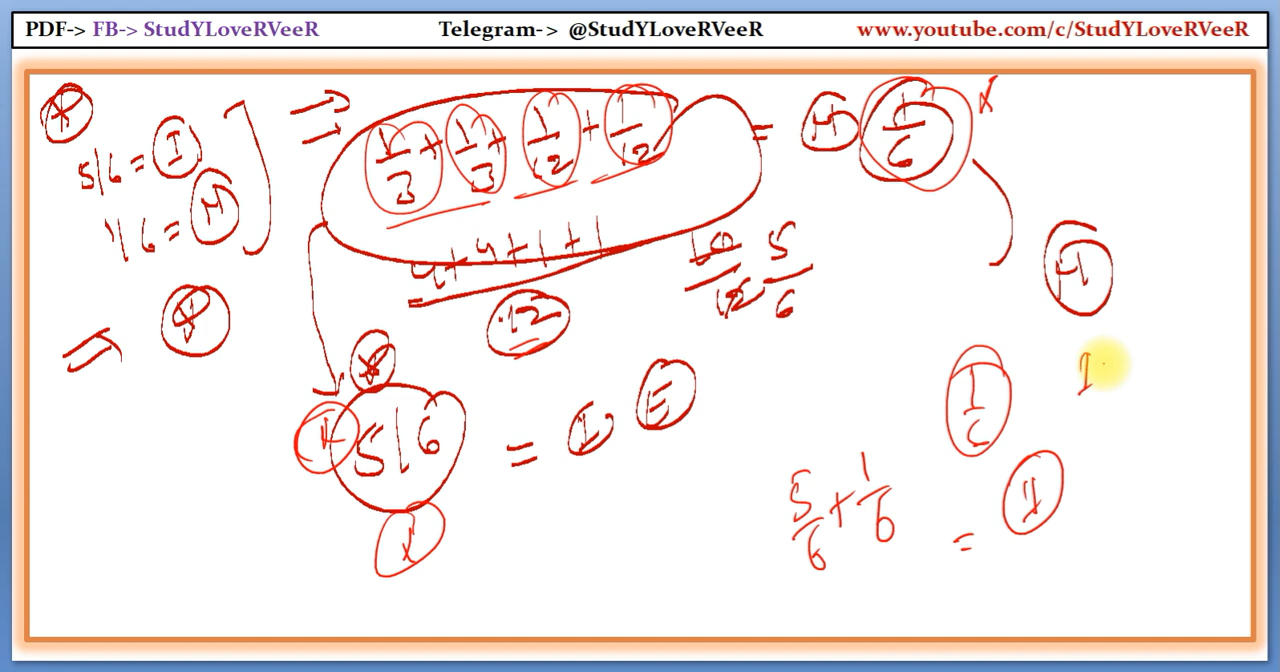 PDF-> FB-> StudYLoveRVeeR Telegram-> @StudYLoveRVeeR www.youtube.com/c/StudYLoveRVeeR
1/3 + 1/3 + 1/12 + 1/12 = M 1/6
5/6 = I
1/6 = M
= 4+4+1+1 / 12 10/12 5/6
5/6 = I, E
5/6 + 1/6 =